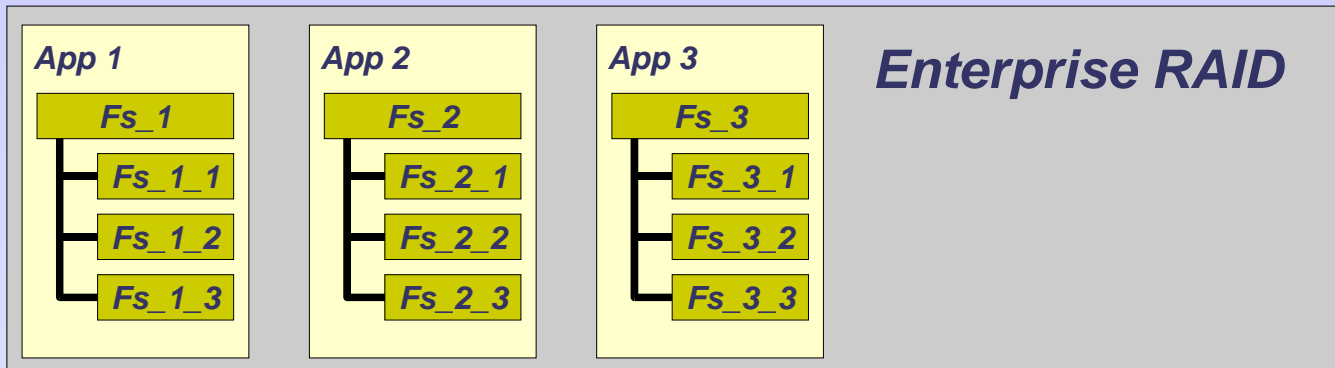 App 1
Fs_1
Fs_1_1
Fs_1_2
Fs_1_3
App 2
Fs_2
Fs_2_1
Fs_2_2
Fs_2_3
App 3
Fs_3
Fs_3_1
Fs_3_2
Fs_3_3
Enterprise RAID